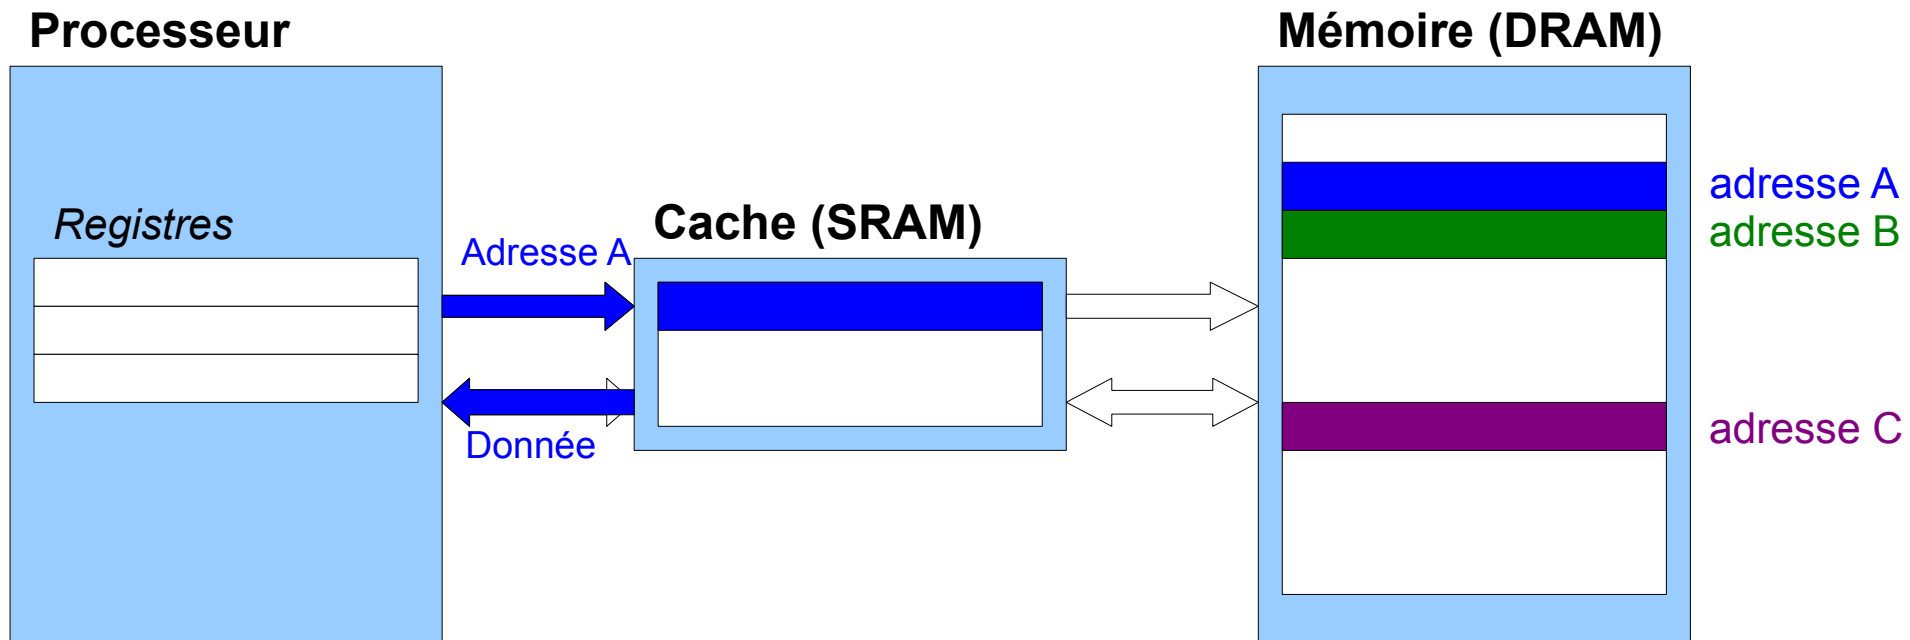 Processeur
Mémoire (DRAM)
Registres
Cache (SRAM)
Adresse A
Donnée
adresse A
adresse B
adresse C